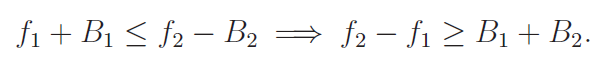 f₁ + B₁ ≤ f₂ − B₂ ⟹ f₂ − f₁ ≥ B₁ + B₂.